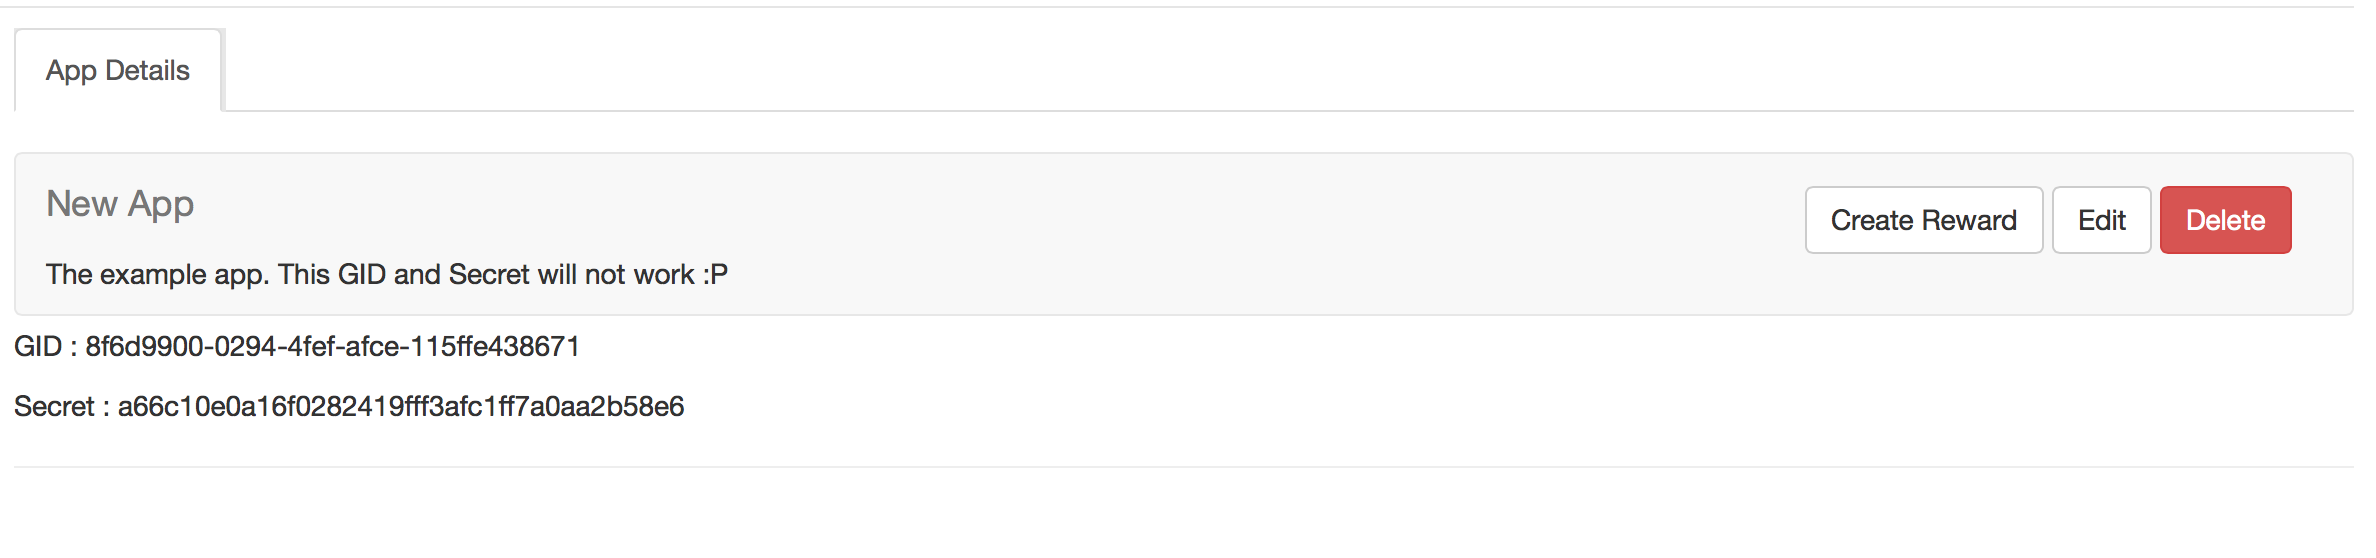 App Details
New App
Create Reward
Edit
Delete
The example app. This GID and Secret will not work :P
GID : 8f6d9900-0294-4fef-afce-115ffe438671
Secret : a66c10e0a16f0282419fff3afc1ff7a0aa2b58e6